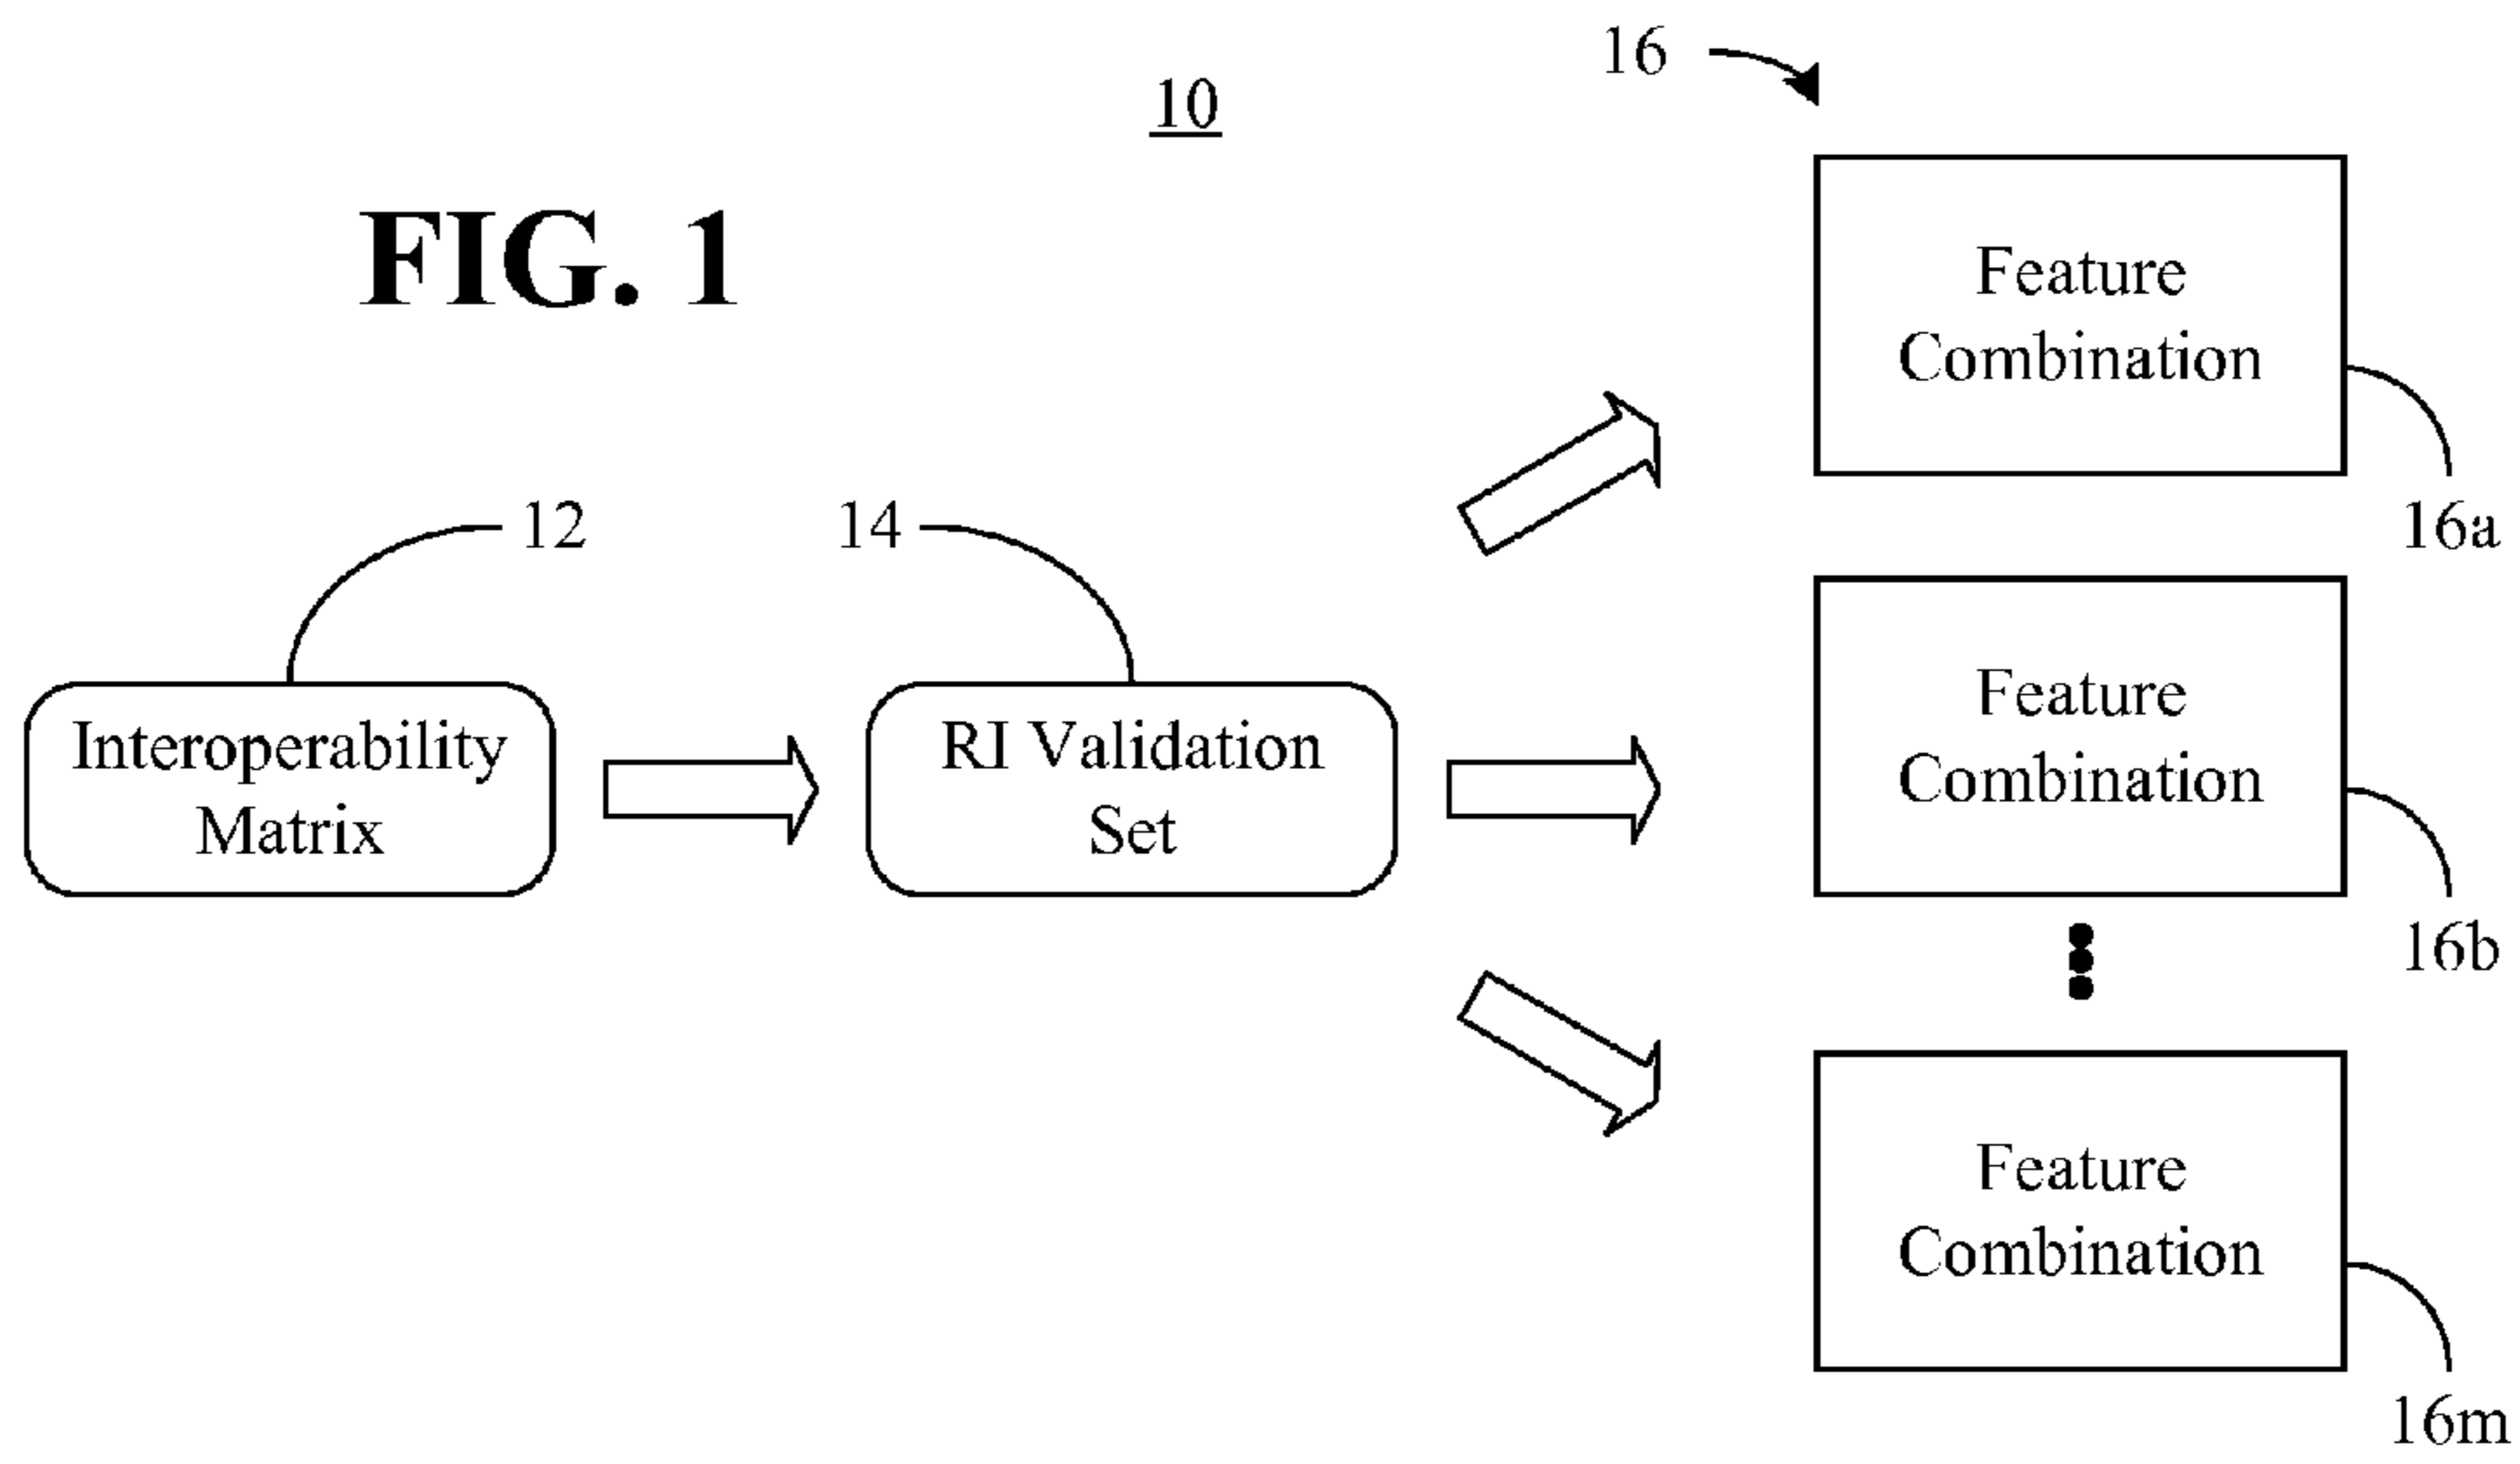 16
10
FIG. 1
Feature
Combination
16a
12
14
Interoperability
Matrix
RI Validation
Set
Feature
Combination
16b
Feature
Combination
16m